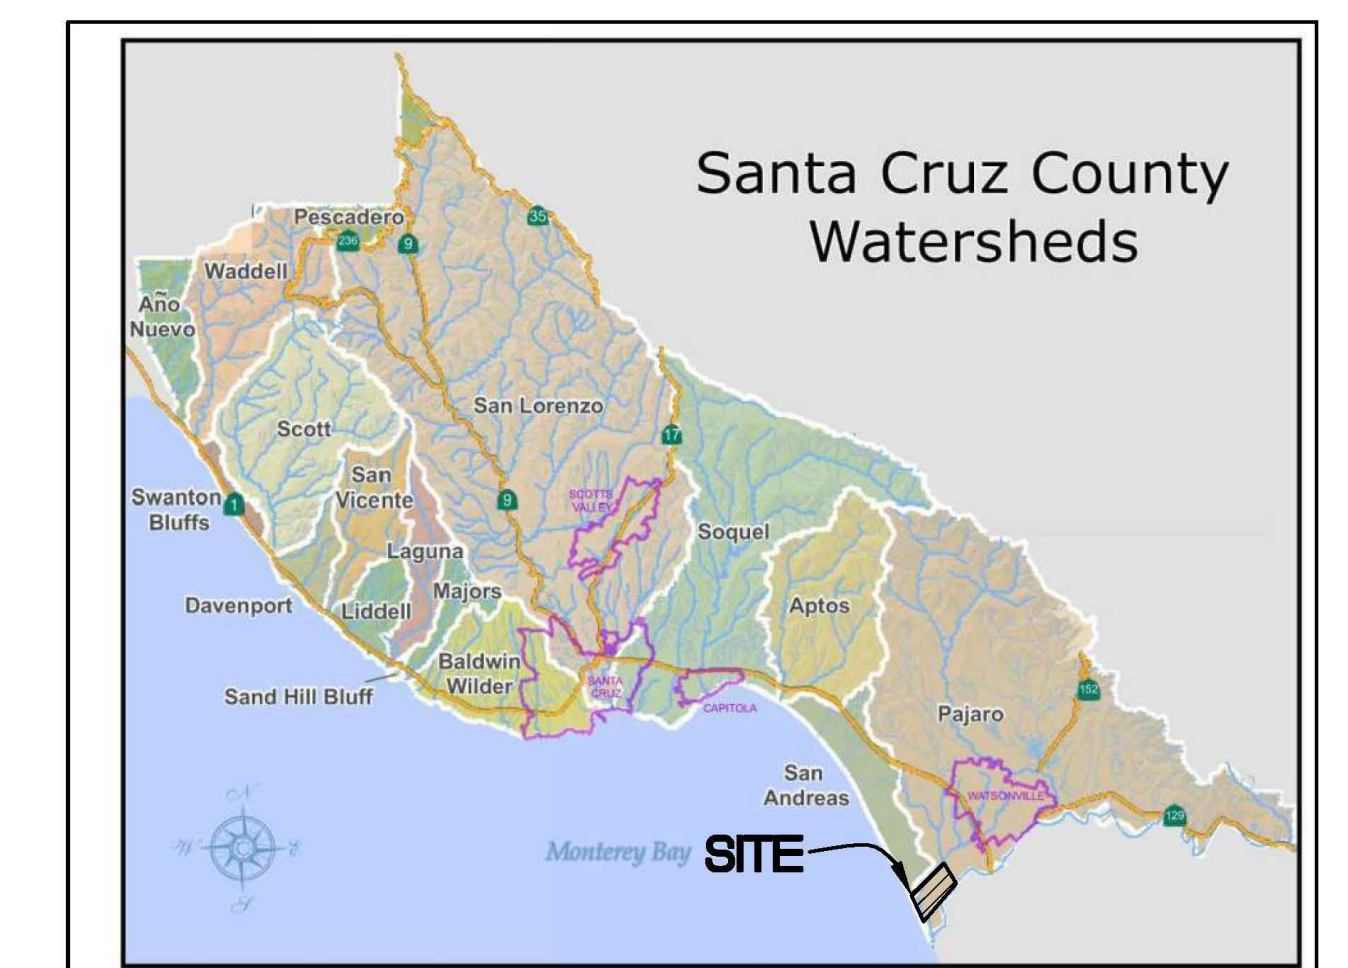 Santa Cruz County
Watersheds
Pescadero
236
9
35
Waddell
Año
Nuevo
San Lorenzo
Scott
17
San
Vicente
Swanton
Bluffs
1
9
SCOTTS
VALLEY
Soquel
Laguna
Majors
Davenport
Liddell
Aptos
Baldwin
Wilder
SANTA
CRUZ
Sand Hill Bluff
CAPITOLA
152
Pajaro
San
Andreas
WATSONVILLE
129
N
W
E
S
Monterey Bay
SITE